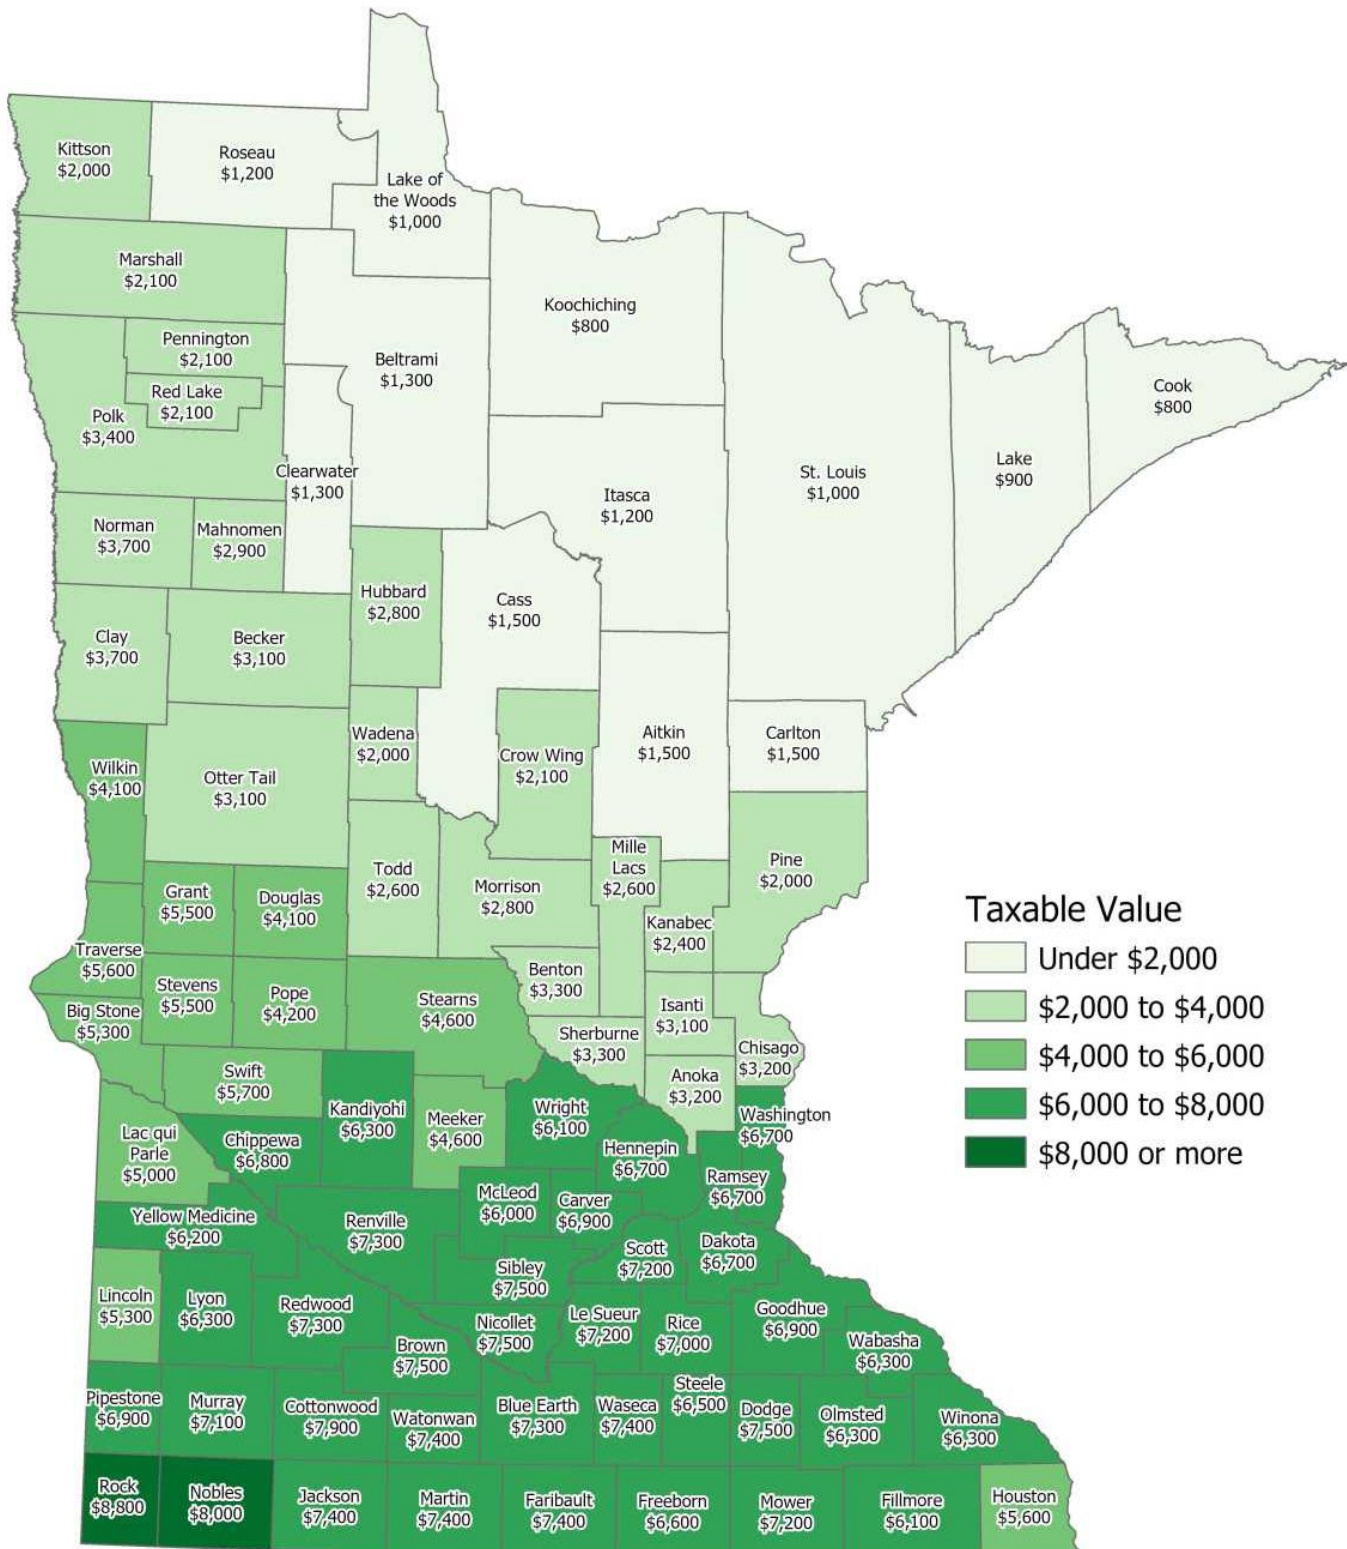 Kittson
$2,000
Roseau
$1,200
Lake of
the Woods
$1,000
Marshall
$2,100
Koochiching
$800
Pennington
$2,100
Beltrami
$1,300
Red Lake
$2,100
Polk
$3,400
Cook
$800
Clearwater
$1,300
Lake
$900
St. Louis
$1,000
Itasca
$1,200
Norman
$3,700
Mahnomen
$2,900
Hubbard
$2,800
Cass
$1,500
Clay
$3,700
Becker
$3,100
Wadena
$2,000
Crow Wing
$2,100
Aitkin
$1,500
Carlton
$1,500
Wilkin
$4,100
Otter Tail
$3,100
Mille
Lacs
$2,600
Pine
$2,000
Todd
$2,600
Morrison
$2,800
Grant
$5,500
Douglas
$4,100
Kanabec
$2,400
Traverse
$5,600
Stevens
$5,500
Pope
$4,200
Stearns
$4,600
Benton
$3,300
Isanti
$3,100
Big Stone
$5,300
Sherburne
$3,300
Chisago
$3,200
Swift
$5,700
Anoka
$3,200
Kandiyohi
$6,300
Meeker
$4,600
Wright
$6,100
Washington
$6,700
Lac qui
Parle
$5,000
Chippewa
$6,800
Hennepin
$6,700
Ramsey
$6,700
McLeod
$6,000
Carver
$6,900
Yellow Medicine
$6,200
Renville
$7,300
Scott
$7,200
Dakota
$6,700
Sibley
$7,500
Lincoln
$5,300
Lyon
$6,300
Redwood
$7,300
Nicollet
$7,500
Le Sueur
$7,200
Rice
$7,000
Goodhue
$6,900
Wabasha
$6,300
Brown
$7,500
Pipestone
$6,900
Murray
$7,100
Cottonwood
$7,900
Watonwan
$7,400
Blue Earth
$7,300
Waseca
$7,400
Steele
$6,500
Dodge
$7,500
Olmsted
$6,300
Winona
$6,300
Rock
$8,800
Nobles
$8,000
Jackson
$7,400
Martin
$7,400
Faribault
$7,400
Freeborn
$6,600
Mower
$7,200
Fillmore
$6,100
Houston
$5,600
Taxable Value
Under $2,000
$2,000 to $4,000
$4,000 to $6,000
$6,000 to $8,000
$8,000 or more